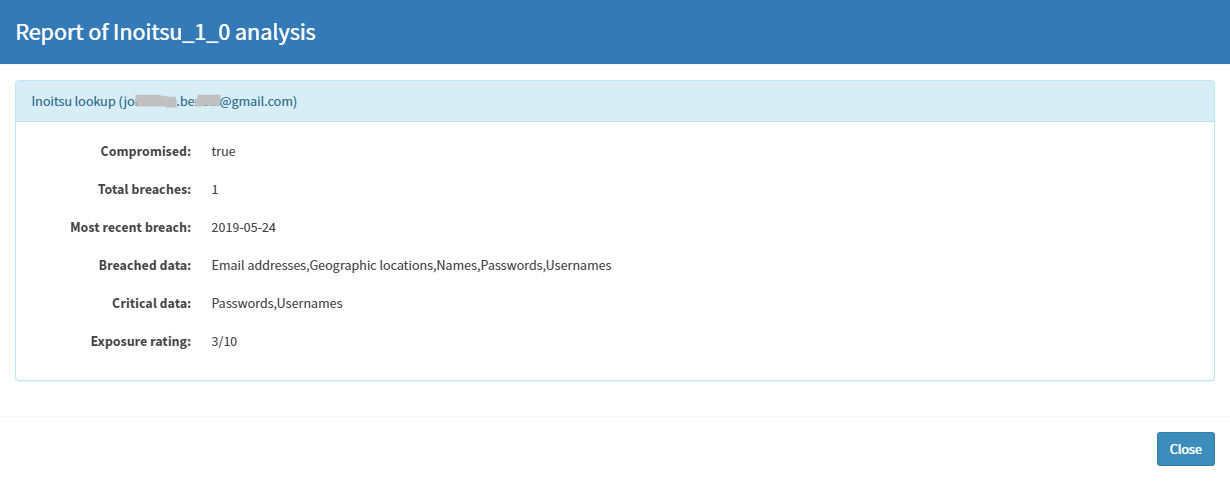 Report of Inoitsu_1_0 analysis
Inoitsu lookup (jo .be @gmail.com)
Compromised: true
Total breaches: 1
Most recent breach: 2019-05-24
Breached data: Email addresses,Geographic locations,Names,Passwords,Usernames
Critical data: Passwords,Usernames
Exposure rating: 3/10
Close